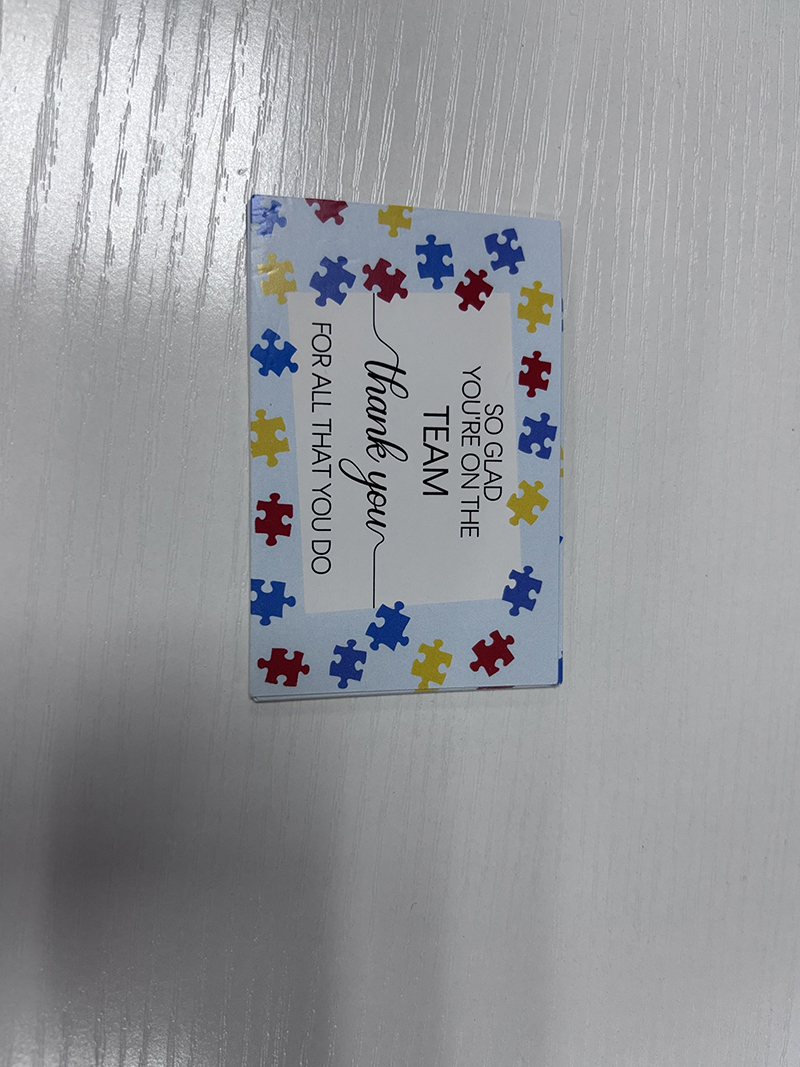 SO GLAD
YOU'RE ON THE
TEAM
thank you
FOR ALL THAT YOU DO